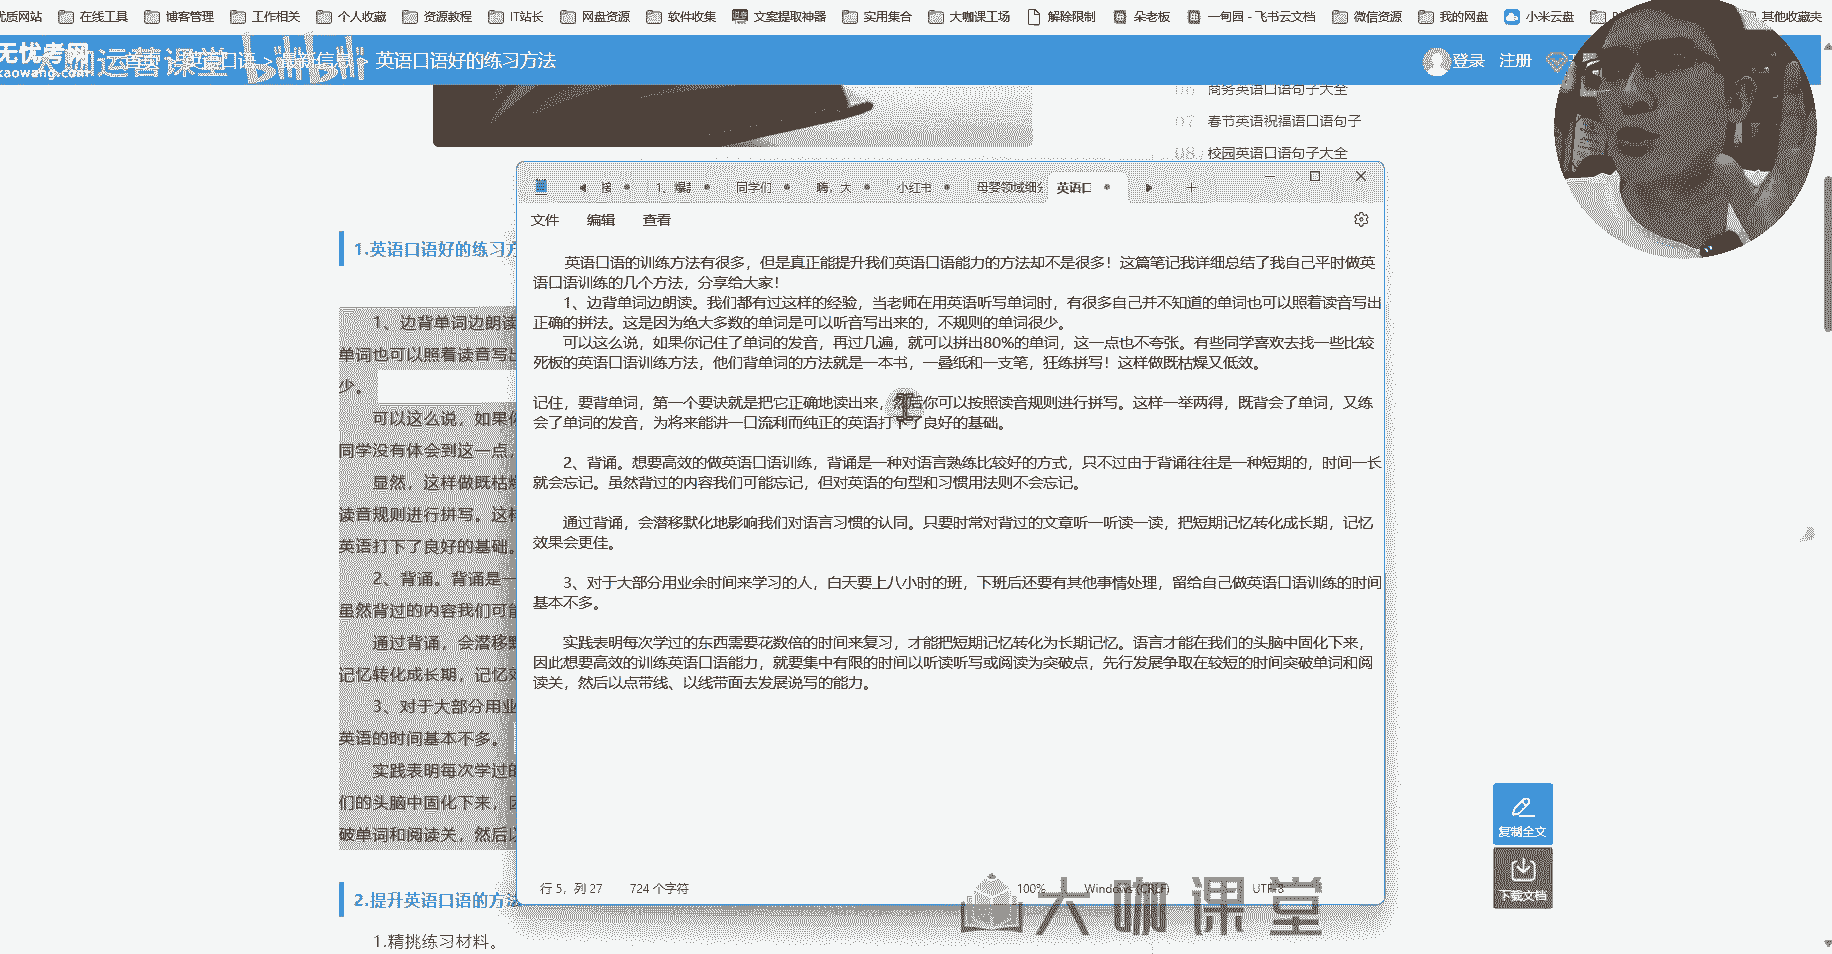 优质网站 在线工具 博客管理 工作相关 个人收藏 资源教程 IT站长 网盘资源 软件收集 文案提取神器 实用集合 大咖课工场 解除限制 朵老板 一甸园 - 飞书云文档 微信资源 我的网盘 小米云盘 其他收藏夹
无忧考网
kaowang.com
运营课堂 bilibili
英语口语 > 最新信息 > 英语口语好的练习方法
登录 注册
06 商务英语口语句子大全
07 春节英语祝福语口语句子
08 校园英语口语句子大全
1、爆 同学们 嗨，大 小红书 母婴领域细分 英语口
文件 编辑 查看
1.英语口语好的练习方
英语口语的训练方法有很多，但是真正能提升我们英语口语能力的方法却不是很多！这篇笔记我详细总结了我自己平时做英
语口语训练的几个方法，分享给大家！
1、边背单词边朗读。我们都有过这样的经验，当老师在用英语听写单词时，有很多自己并不知道的单词也可以照着读音写出
正确的拼法。这是因为绝大多数的单词是可以听音写出来的，不规则的单词很少。
可以这么说，如果你记住了单词的发音，再过几遍，就可以拼出80%的单词，这一点也不夸张。有些同学喜欢去找一些比较
死板的英语口语训练方法，他们背单词的方法就是一本书，一叠纸和一支笔，狂练拼写！这样做既枯燥又低效。
记住，要背单词，第一个要诀就是把它正确地读出来，然后你可以按照读音规则进行拼写。这样一举两得，既背会了单词，又练
会了单词的发音，为将来能讲一口流利而纯正的英语打下了良好的基础。
2、背诵。想要高效的做英语口语训练，背诵是一种对语言熟练比较好的方式，只不过由于背诵往往是一种短期的，时间一长
就会忘记。虽然背过的内容我们可能忘记，但对英语的句型和习惯用法则不会忘记。
通过背诵，会潜移默化地影响我们对语言习惯的认同。只要时常对背过的文章听一听读一读，把短期记忆转化成长期，记忆
效果会更佳。
3、对于大部分用业余时间来学习的人，白天要上八小时的班，下班后还要有其他事情处理，留给自己做英语口语训练的时间
基本不多。
实践表明每次学过的东西需要花数倍的时间来复习，才能把短期记忆转化为长期记忆。语言才能在我们的头脑中固化下来，
因此想要高效的训练英语口语能力，就要集中有限的时间以听读听写或阅读为突破点，先行发展争取在较短的时间突破单词和阅
读关，然后以点带线、以线带面去发展说写的能力。
行 5，列 27 724 个字符 100% Windows (CRLF) UTF-8
1、边背单词边朗读
单词也可以照着读音写出
少。
可以这么说，如果你
同学没有体会到这一点，
显然，这样做既枯燥
读音规则进行拼写。这样
英语打下了良好的基础。
2、背诵。背诵是一
虽然背过的内容我们可能
通过背诵，会潜移默
记忆转化成长期，记忆效
3、对于大部分用业
英语的时间基本不多。
实践表明每次学过的
们的头脑中固化下来，因
破单词和阅读关，然后以
2.提升英语口语的方法
1.精挑练习材料。
复制全文
下载文档
大咖课堂